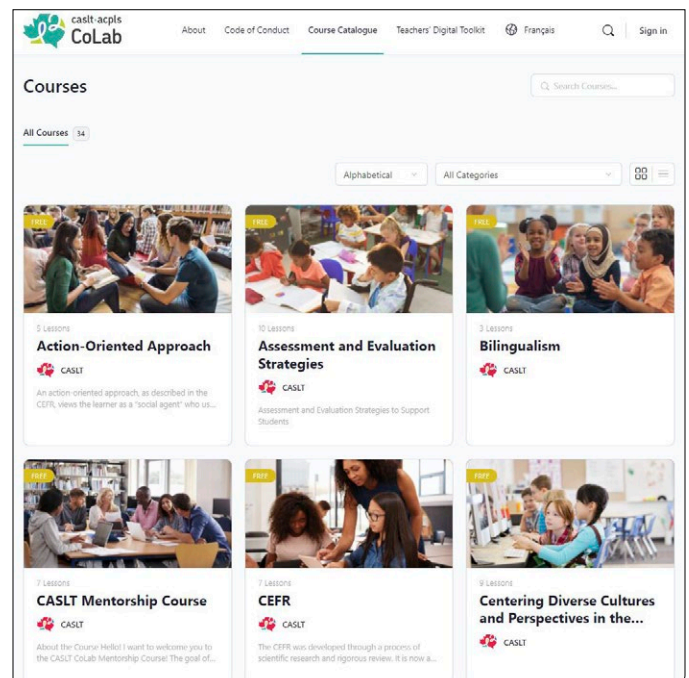 caslt·acpls
CoLab
About Code of Conduct Course Catalogue Teachers' Digital Toolkit Français Sign in
Courses
Search Courses...
All Courses 34
Alphabetical All Categories
FREE FREE FREE
5 Lessons
Action-Oriented Approach
CASLT
An action-oriented approach, as described in the
CEFR, views the learner as a "social agent" who us...
10 Lessons
Assessment and Evaluation
Strategies
CASLT
Assessment and Evaluation Strategies to Support
Students
3 Lessons
Bilingualism
CASLT
FREE FREE FREE
7 Lessons
CASLT Mentorship Course
CASLT
About the Course Hello! I want to welcome you to
the CASLT CoLab Mentorship Course! The goal of...
7 Lessons
CEFR
CASLT
The CEFR was developed through a process of
scientific research and rigorous review. It is now a...
9 Lessons
Centering Diverse Cultures
and Perspectives in the...
CASLT